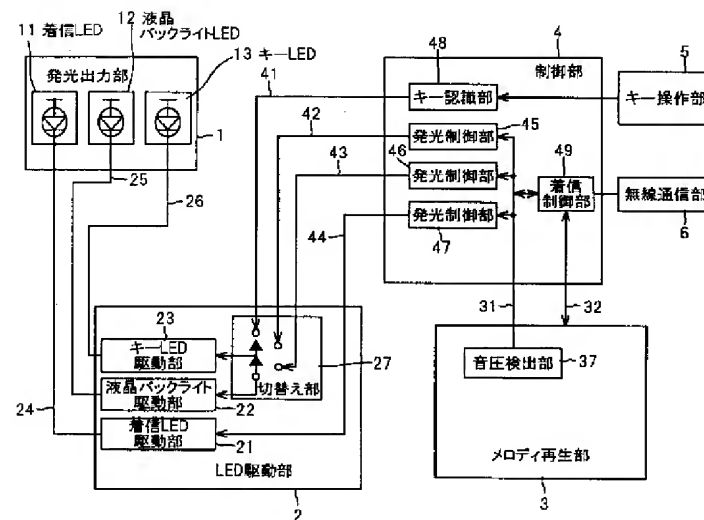 11 着信LED
12 液晶
バックライトLED
13 キーLED
発光出力部
1
25
26
24
41
42
43
44
48
4
制御部
キー認識部
5
キー操作部
45
発光制御部
46
発光制御部
49
着信
制御部
無線通信部
6
発光制御部
47
31
32
23
キーLED
駆動部
27
切替え部
液晶バックライト
駆動部
22
着信LED
駆動部
21
LED駆動部
2
音圧検出部
37
メロディ再生部
3